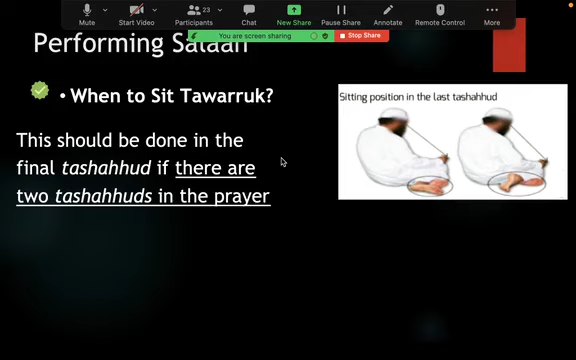 Mute
Start Video
23
Participants
Chat
New Share
Pause Share
Annotate
Remote Control
More
You are screen sharing
Stop Share
Performing Salaah
• When to Sit Tawarruk?
This should be done in the
final tashahhud if there are
two tashahhuds in the prayer
Sitting position in the last tashahhud